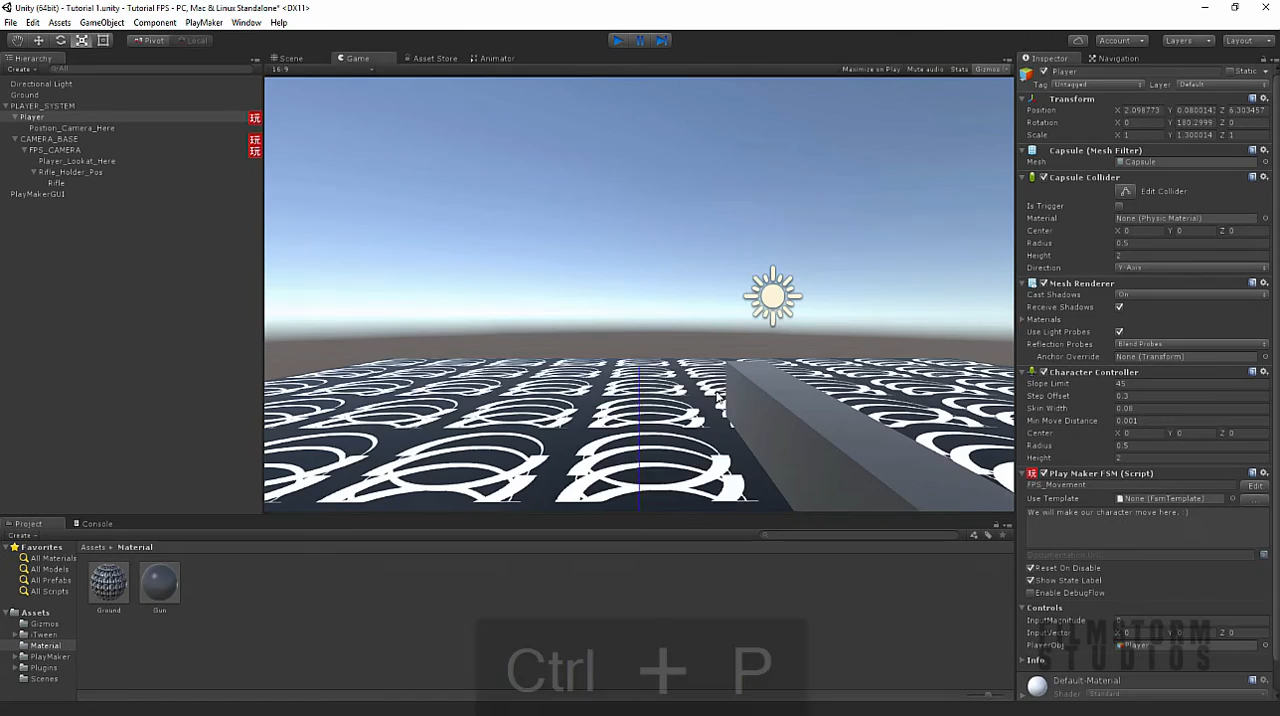 Unity (64bit) - Tutorial 1.unity - Tutorial FPS - PC, Mac & Linux Standalone* <DX11>
File Edit Assets GameObject Component PlayMaker Window Help
Pivot Local Account Layers Layout
Hierarchy
Create All
Directional Light
Ground
PLAYER_SYSTEM
Player
Postion_Camera_Here
CAMERA_BASE
FPS_CAMERA
Player_Lookat_Here
Rifle_Holder_Pos
Rifle
PlayMakerGUI
Scene Game Asset Store Animator
16:9 Maximize on Play Mute audio Stats Gizmos
Inspector Navigation
Player Static
Tag Untagged Layer Default
Transform
Position X 2.098773 Y 0.080014 Z 6.303457
Rotation X 0 Y 180.2999 Z 0
Scale X 1 Y 1.300014 Z 1
Capsule (Mesh Filter)
Mesh Capsule
Capsule Collider
Edit Collider
Is Trigger
Material None (Physic Material)
Center X 0 Y 0 Z 0
Radius 0.5
Height 2
Direction Y-Axis
Mesh Renderer
Cast Shadows On
Receive Shadows
Materials
Use Light Probes
Reflection Probes Blend Probes
Anchor Override None (Transform)
Character Controller
Slope Limit 45
Step Offset 0.3
Skin Width 0.08
Min Move Distance 0.001
Center X 0 Y 0 Z 0
Radius 0.5
Height 2
Play Maker FSM (Script)
FPS_Movement Edit
Use Template None (FsmTemplate) ...
We will make our character move here. :)
Documentation Url...
Reset On Disable
Show State Label
Enable DebugFlow
Controls
InputMagnitude 0
InputVector X 0 Y 0 Z 0
PlayerObj Player
Info
Default-Material
Shader Standard
Project Console
Create
Favorites
All Materials
All Models
All Prefabs
All Scripts
Assets
Gizmos
iTween
Material
PlayMaker
Plugins
Scenes
Assets Material
Ground Gun
Ctrl + P
FILMSTORM
STUDIOS